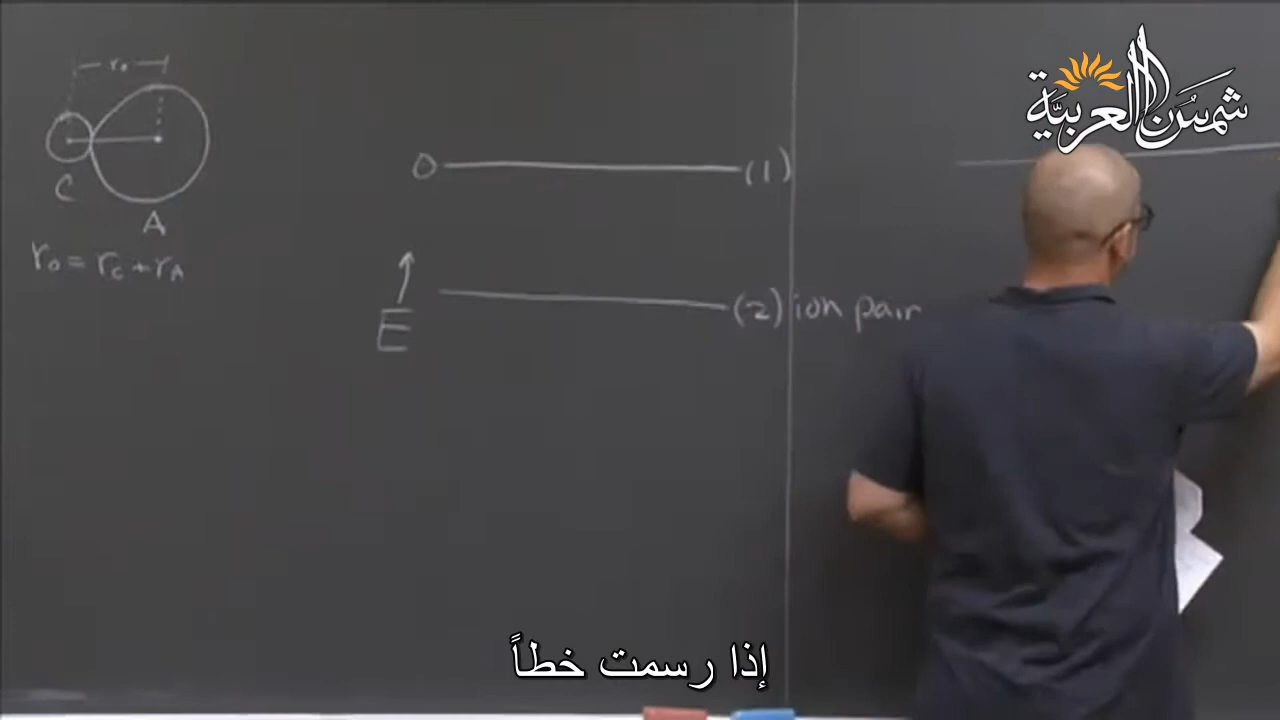 شمس العربية
r₀
C
A
r₀ = r_C + r_A
0 (1)
E
(2) ion pair
إذا رسمت خطاً